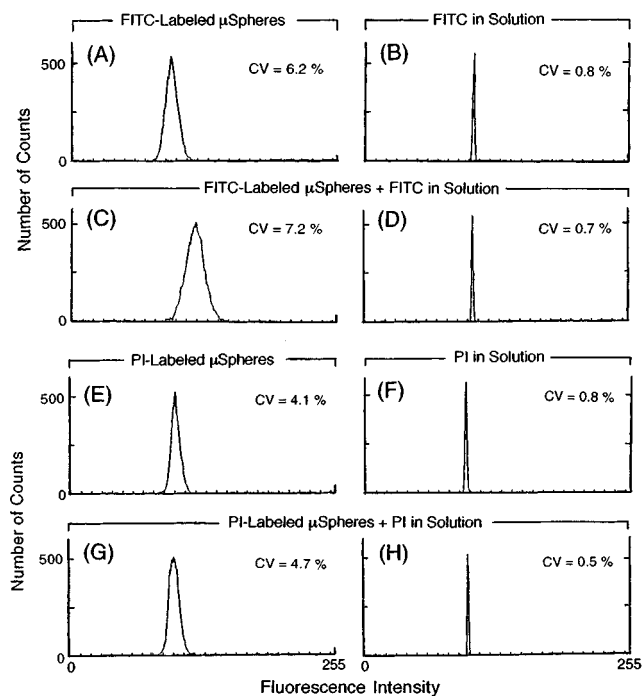 FITC-Labeled µSpheres
FITC in Solution
500
(A)
CV = 6.2 %
(B)
CV = 0.8 %
0
FITC-Labeled µSpheres + FITC in Solution
500
(C)
CV = 7.2 %
(D)
CV = 0.7 %
0
Number of Counts
PI-Labeled µSpheres
PI in Solution
500
(E)
CV = 4.1 %
(F)
CV = 0.8 %
0
PI-Labeled µSpheres + PI in Solution
500
(G)
CV = 4.7 %
(H)
CV = 0.5 %
0
Number of Counts
0
255
0
255
Fluorescence Intensity